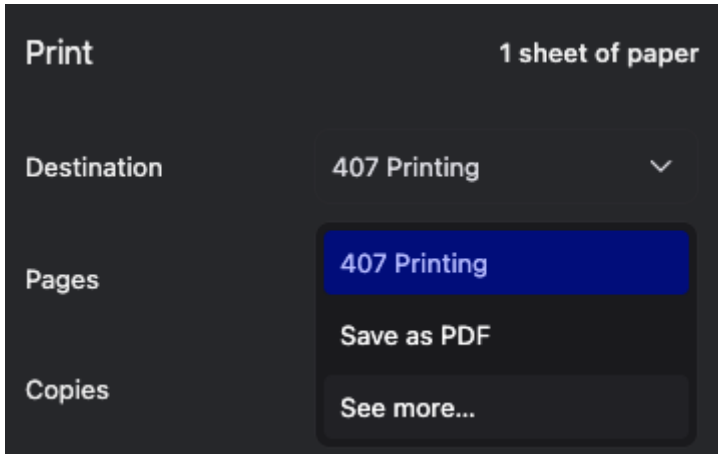 Print
1 sheet of paper
Destination
407 Printing
407 Printing
Pages
Save as PDF
Copies
See more...